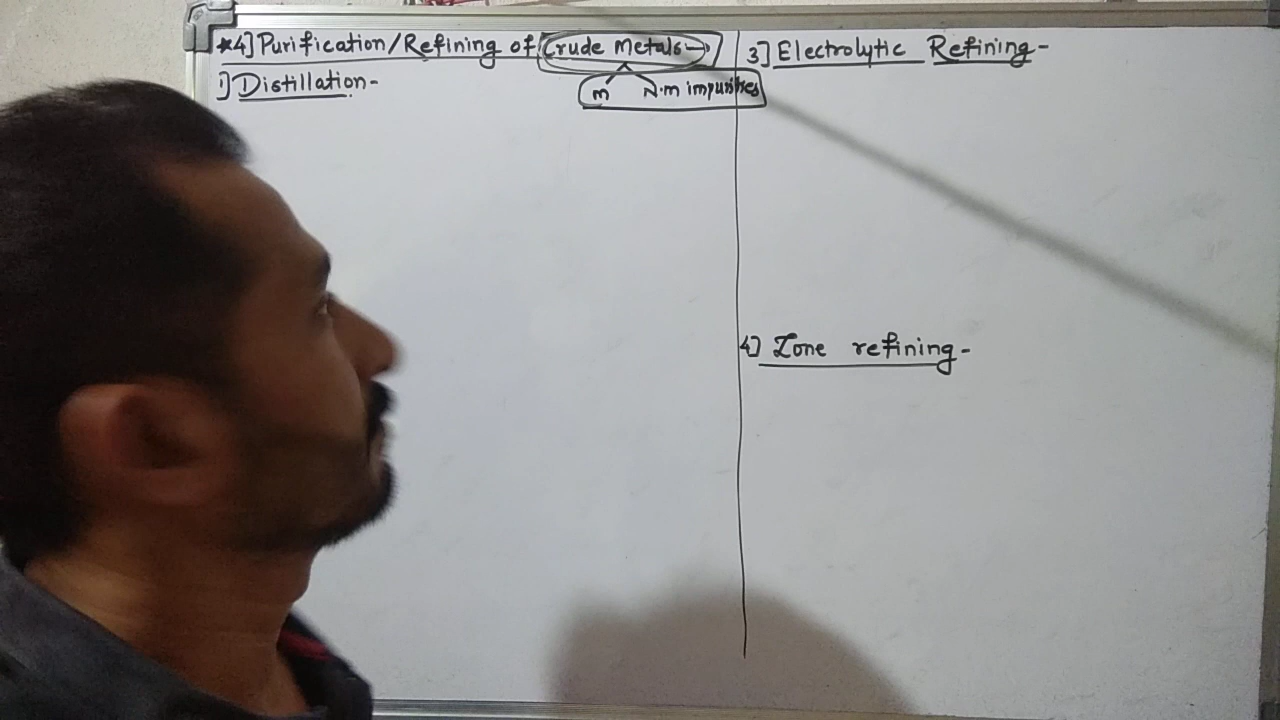 *4] Purification/Refining of Crude Metals →
m N.m impurities
1] Distillation -
3] Electrolytic Refining -
4] Zone refining -